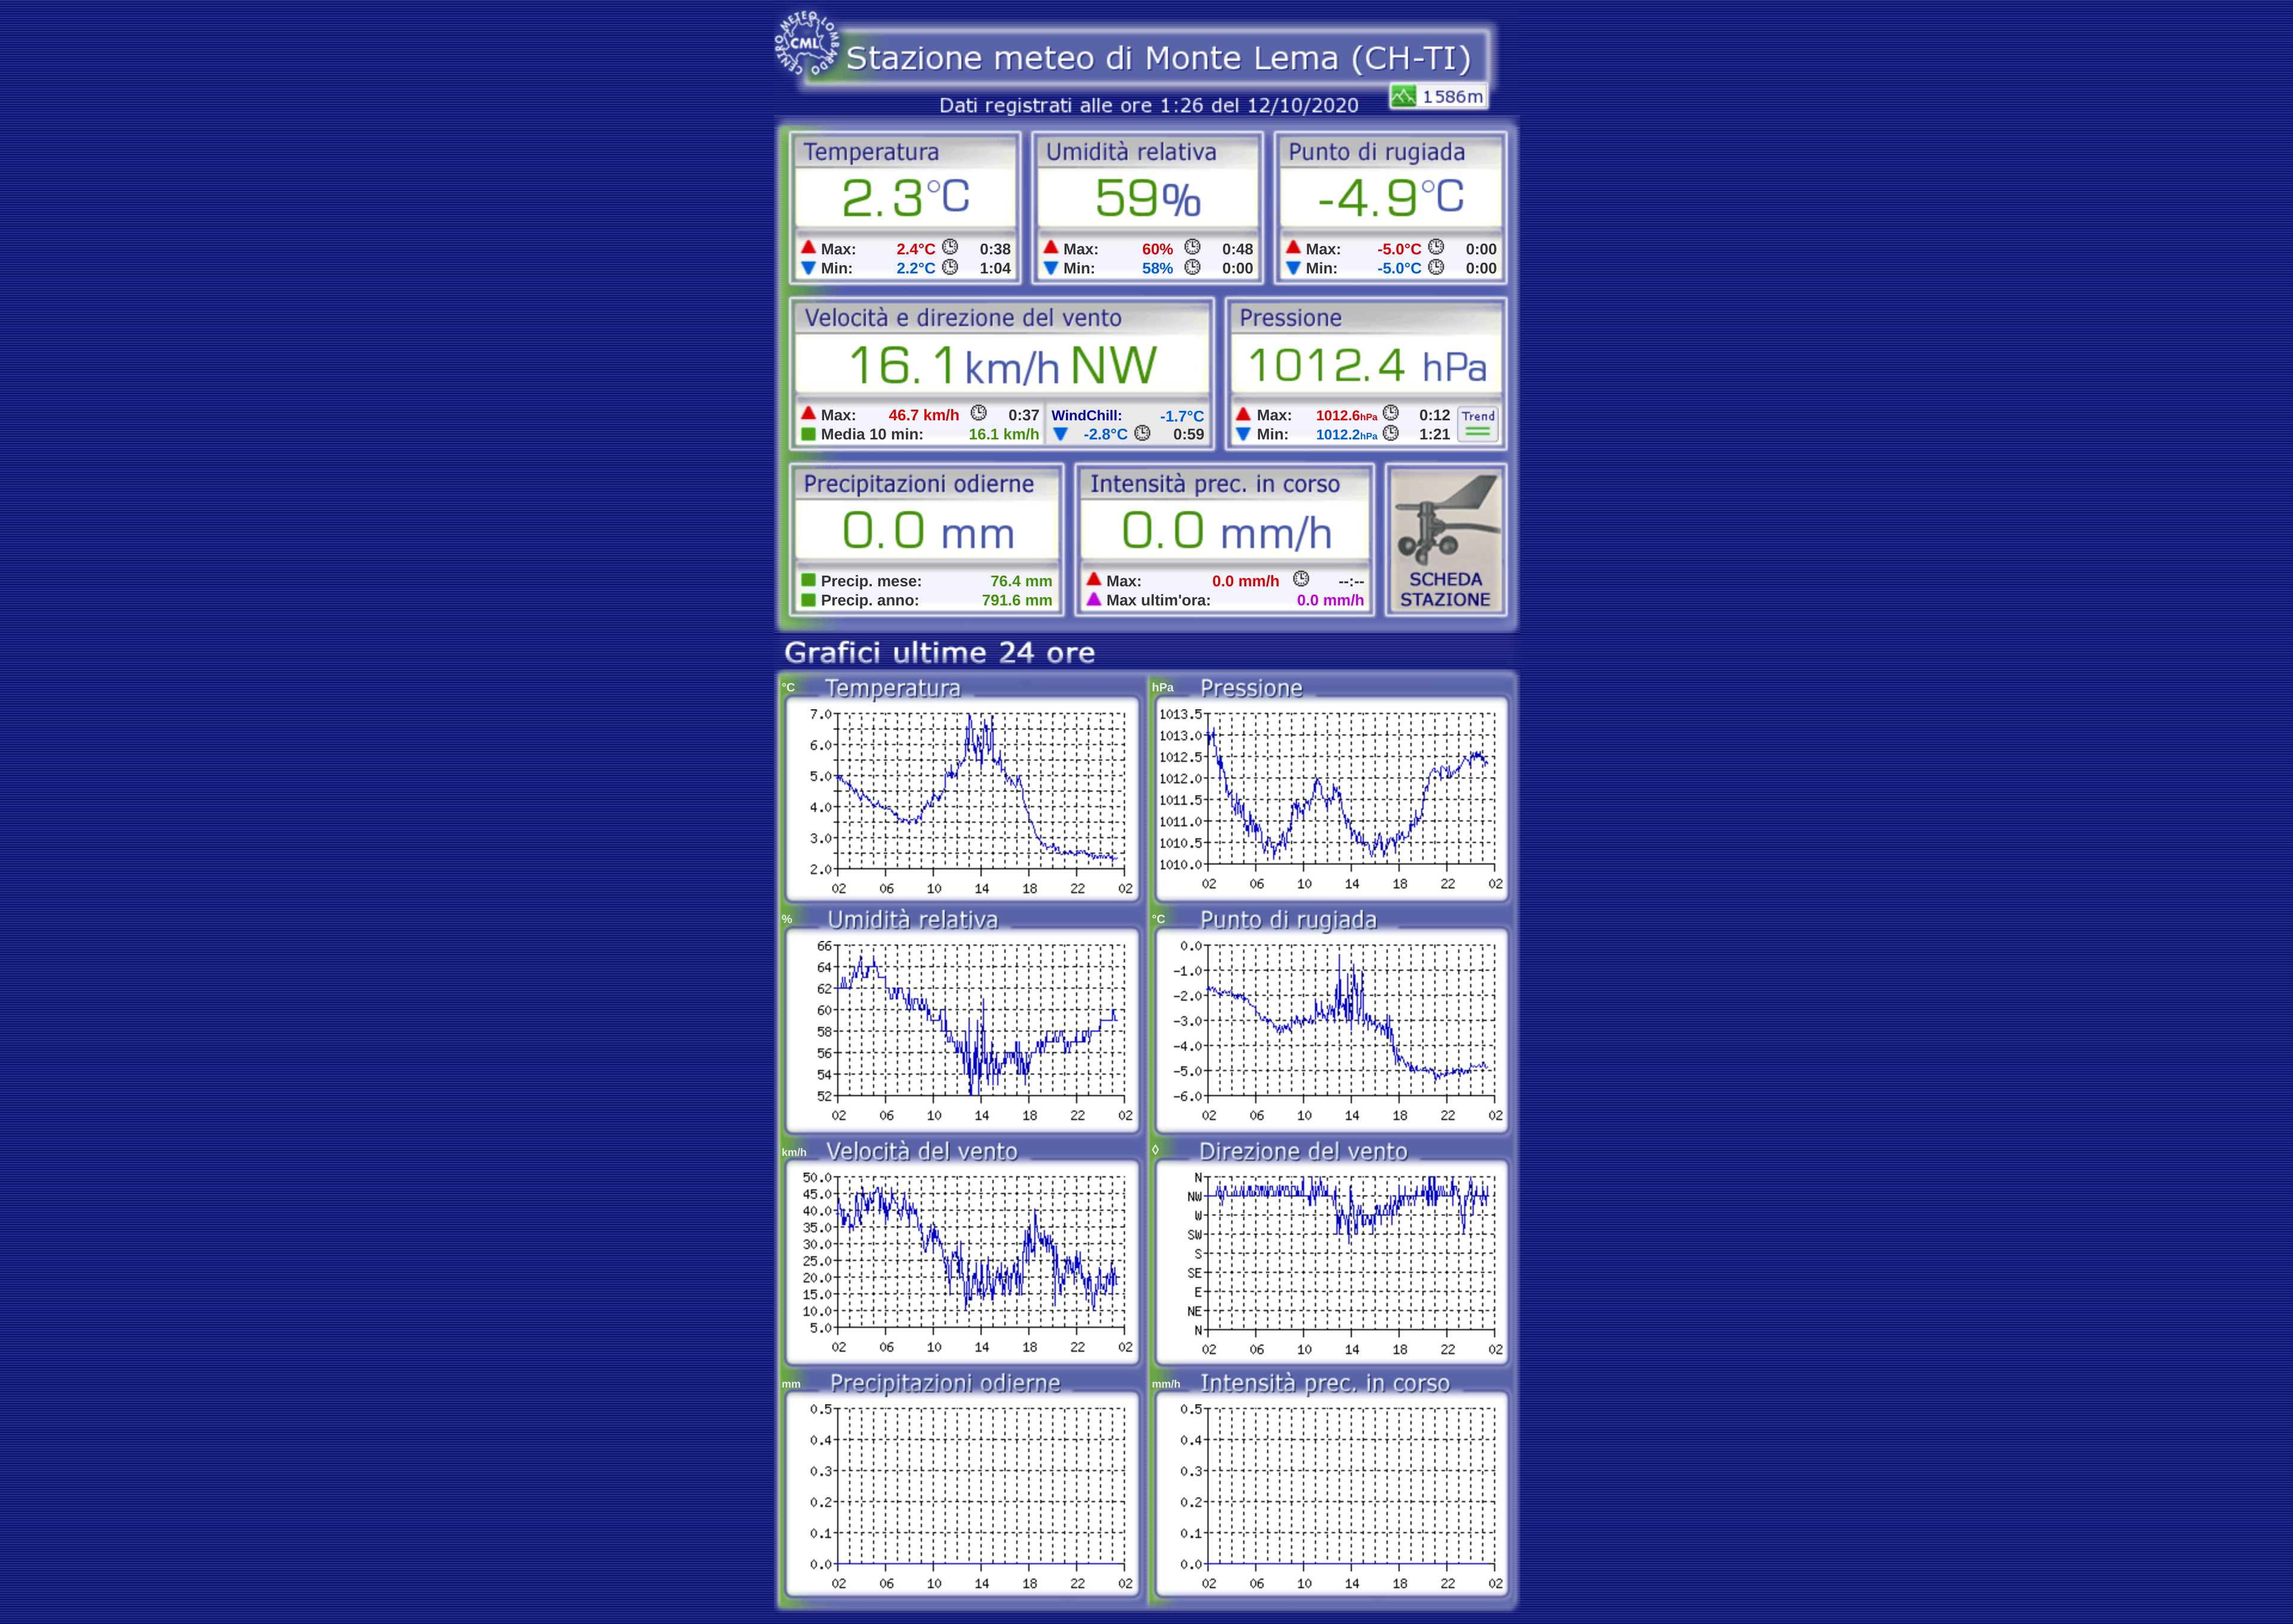 CENTRO METEO LOMBARDO
CML
Stazione meteo di Monte Lema (CH-TI)
1586m
Dati registrati alle ore 1:26 del 12/10/2020
Temperatura
2.3°C
Max: 2.4°C 0:38
Min: 2.2°C 1:04
Umidità relativa
59%
Max: 60% 0:48
Min: 58% 0:00
Punto di rugiada
-4.9°C
Max: -5.0°C 0:00
Min: -5.0°C 0:00
Velocità e direzione del vento
16.1 km/h NW
Max: 46.7 km/h 0:37
Media 10 min: 16.1 km/h
WindChill: -1.7°C
-2.8°C 0:59
Pressione
1012.4 hPa
Max: 1012.6hPa 0:12
Min: 1012.2hPa 1:21
Trend
Precipitazioni odierne
0.0 mm
Precip. mese: 76.4 mm
Precip. anno: 791.6 mm
Intensità prec. in corso
0.0 mm/h
Max: 0.0 mm/h --:--
Max ultim'ora: 0.0 mm/h
SCHEDA
STAZIONE
Grafici ultime 24 ore
°C Temperatura
7.0
6.0
5.0
4.0
3.0
2.0
02 06 10 14 18 22 02
hPa Pressione
1013.5
1013.0
1012.5
1012.0
1011.5
1011.0
1010.5
1010.0
02 06 10 14 18 22 02
% Umidità relativa
66
64
62
60
58
56
54
52
02 06 10 14 18 22 02
°C Punto di rugiada
0.0
-1.0
-2.0
-3.0
-4.0
-5.0
-6.0
02 06 10 14 18 22 02
km/h Velocità del vento
50.0
45.0
40.0
35.0
30.0
25.0
20.0
15.0
10.0
5.0
02 06 10 14 18 22 02
◊ Direzione del vento
N
NW
W
SW
S
SE
E
NE
N
02 06 10 14 18 22 02
mm Precipitazioni odierne
0.5
0.4
0.3
0.2
0.1
0.0
02 06 10 14 18 22 02
mm/h Intensità prec. in corso
0.5
0.4
0.3
0.2
0.1
0.0
02 06 10 14 18 22 02